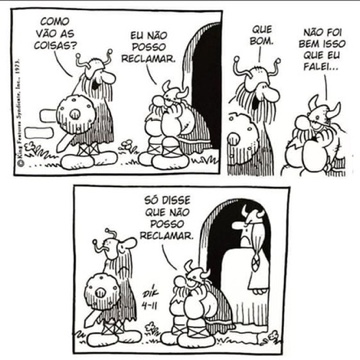 COMO
VÃO AS
COISAS?
EU NÃO
POSSO
RECLAMAR.
© King Features Syndicate, Inc., 1973.
QUE
BOM.
NÃO FOI
BEM ISSO
QUE EU
FALEI...
SÓ DISSE
QUE NÃO
POSSO
RECLAMAR.
DIK
4-11